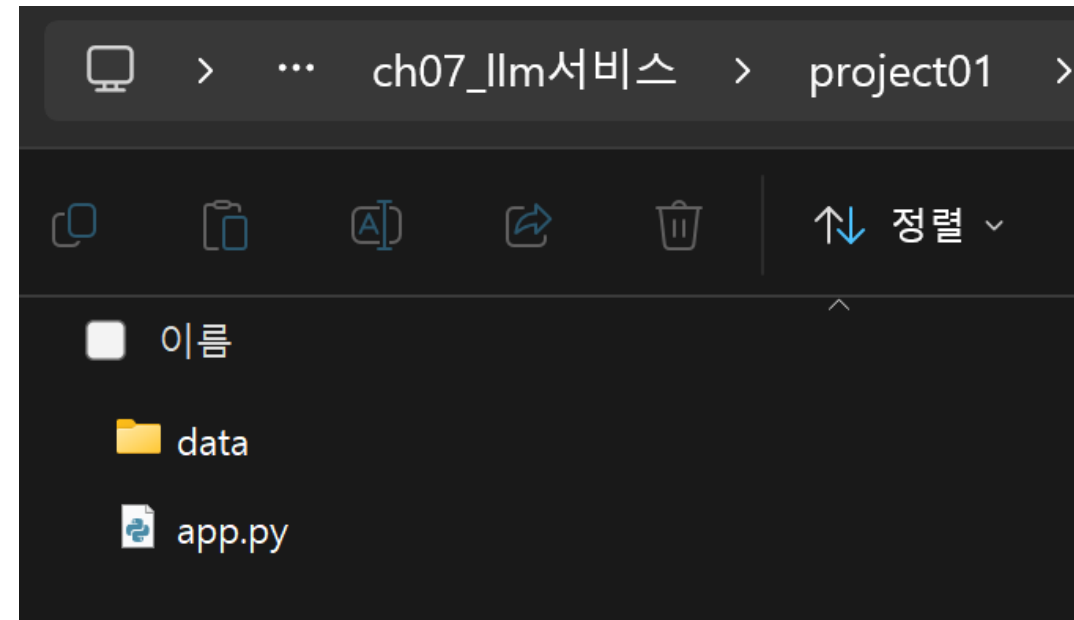 > ··· ch07_llm서비스 > project01 >
정렬
이름
data
app.py